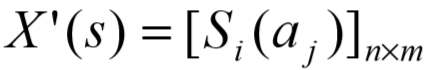 X'(s) = [S_i(a_j)]_{n×m}